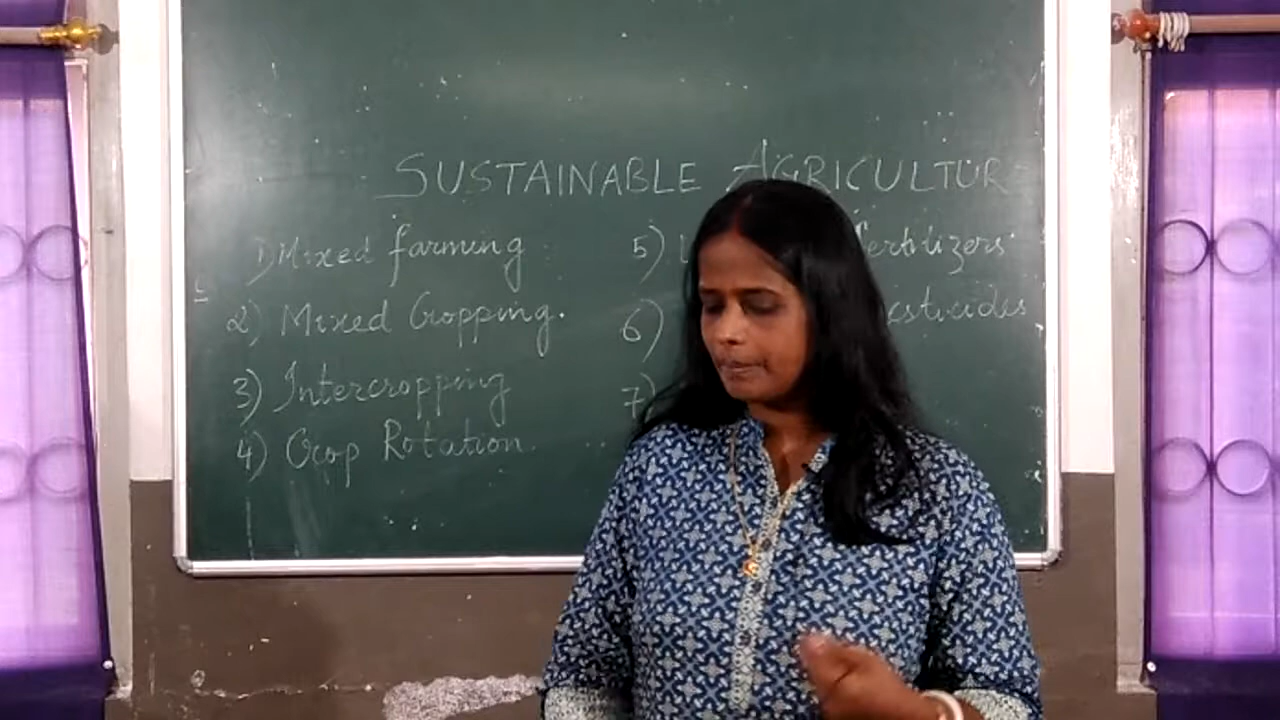 SUSTAINABLE AGRICULTUR
1) Mixed farming
2) Mixed Cropping.
3) Intercropping
4) Crop Rotation
5) fertilizers
6) esticides
7)